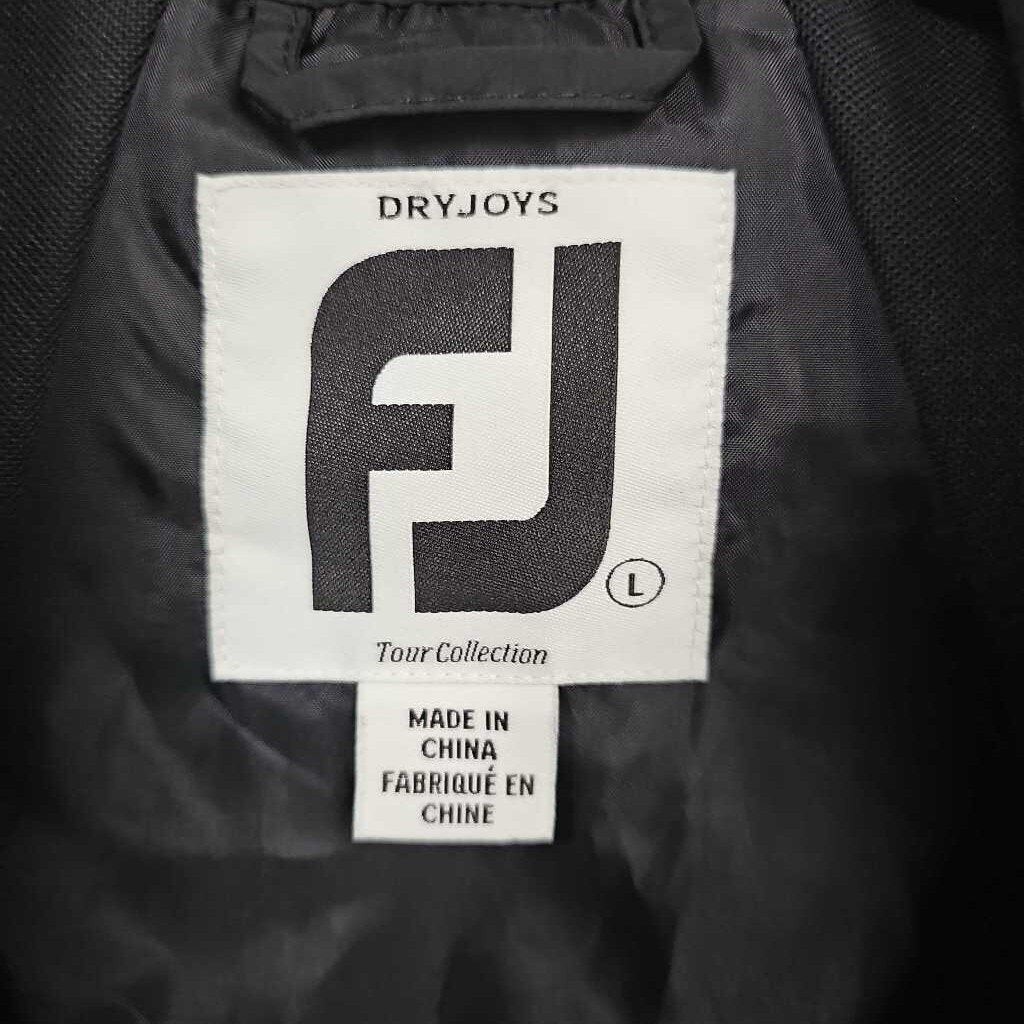 DRYJOYS
FJ
L
Tour Collection
MADE IN
CHINA
FABRIQUÉ EN
CHINE